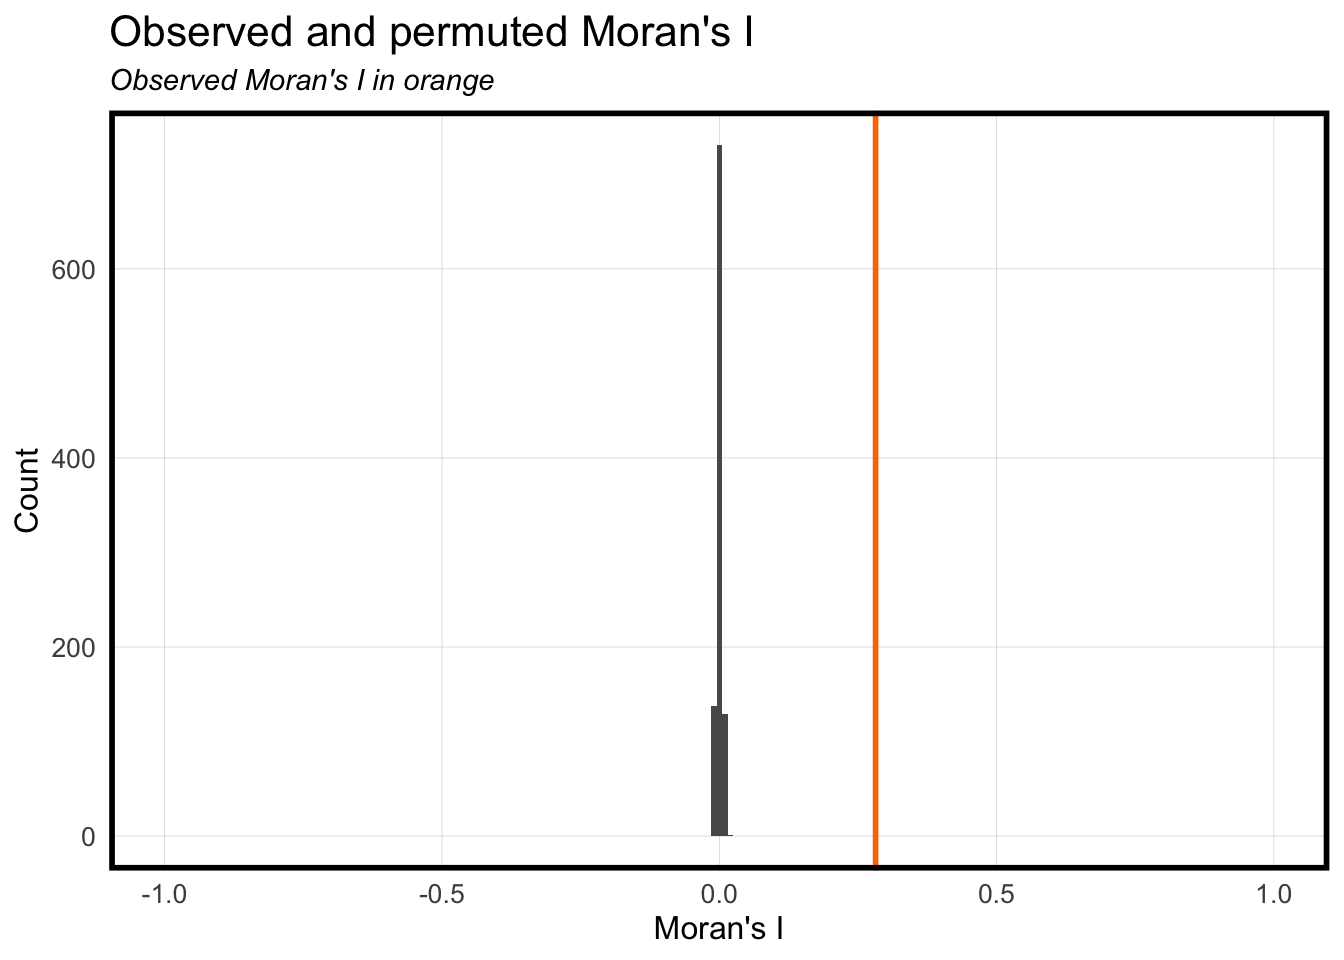 Observed and permuted Moran's I
Observed Moran's I in orange
Count
600
400
200
0
-1.0 -0.5 0.0 0.5 1.0
Moran's I